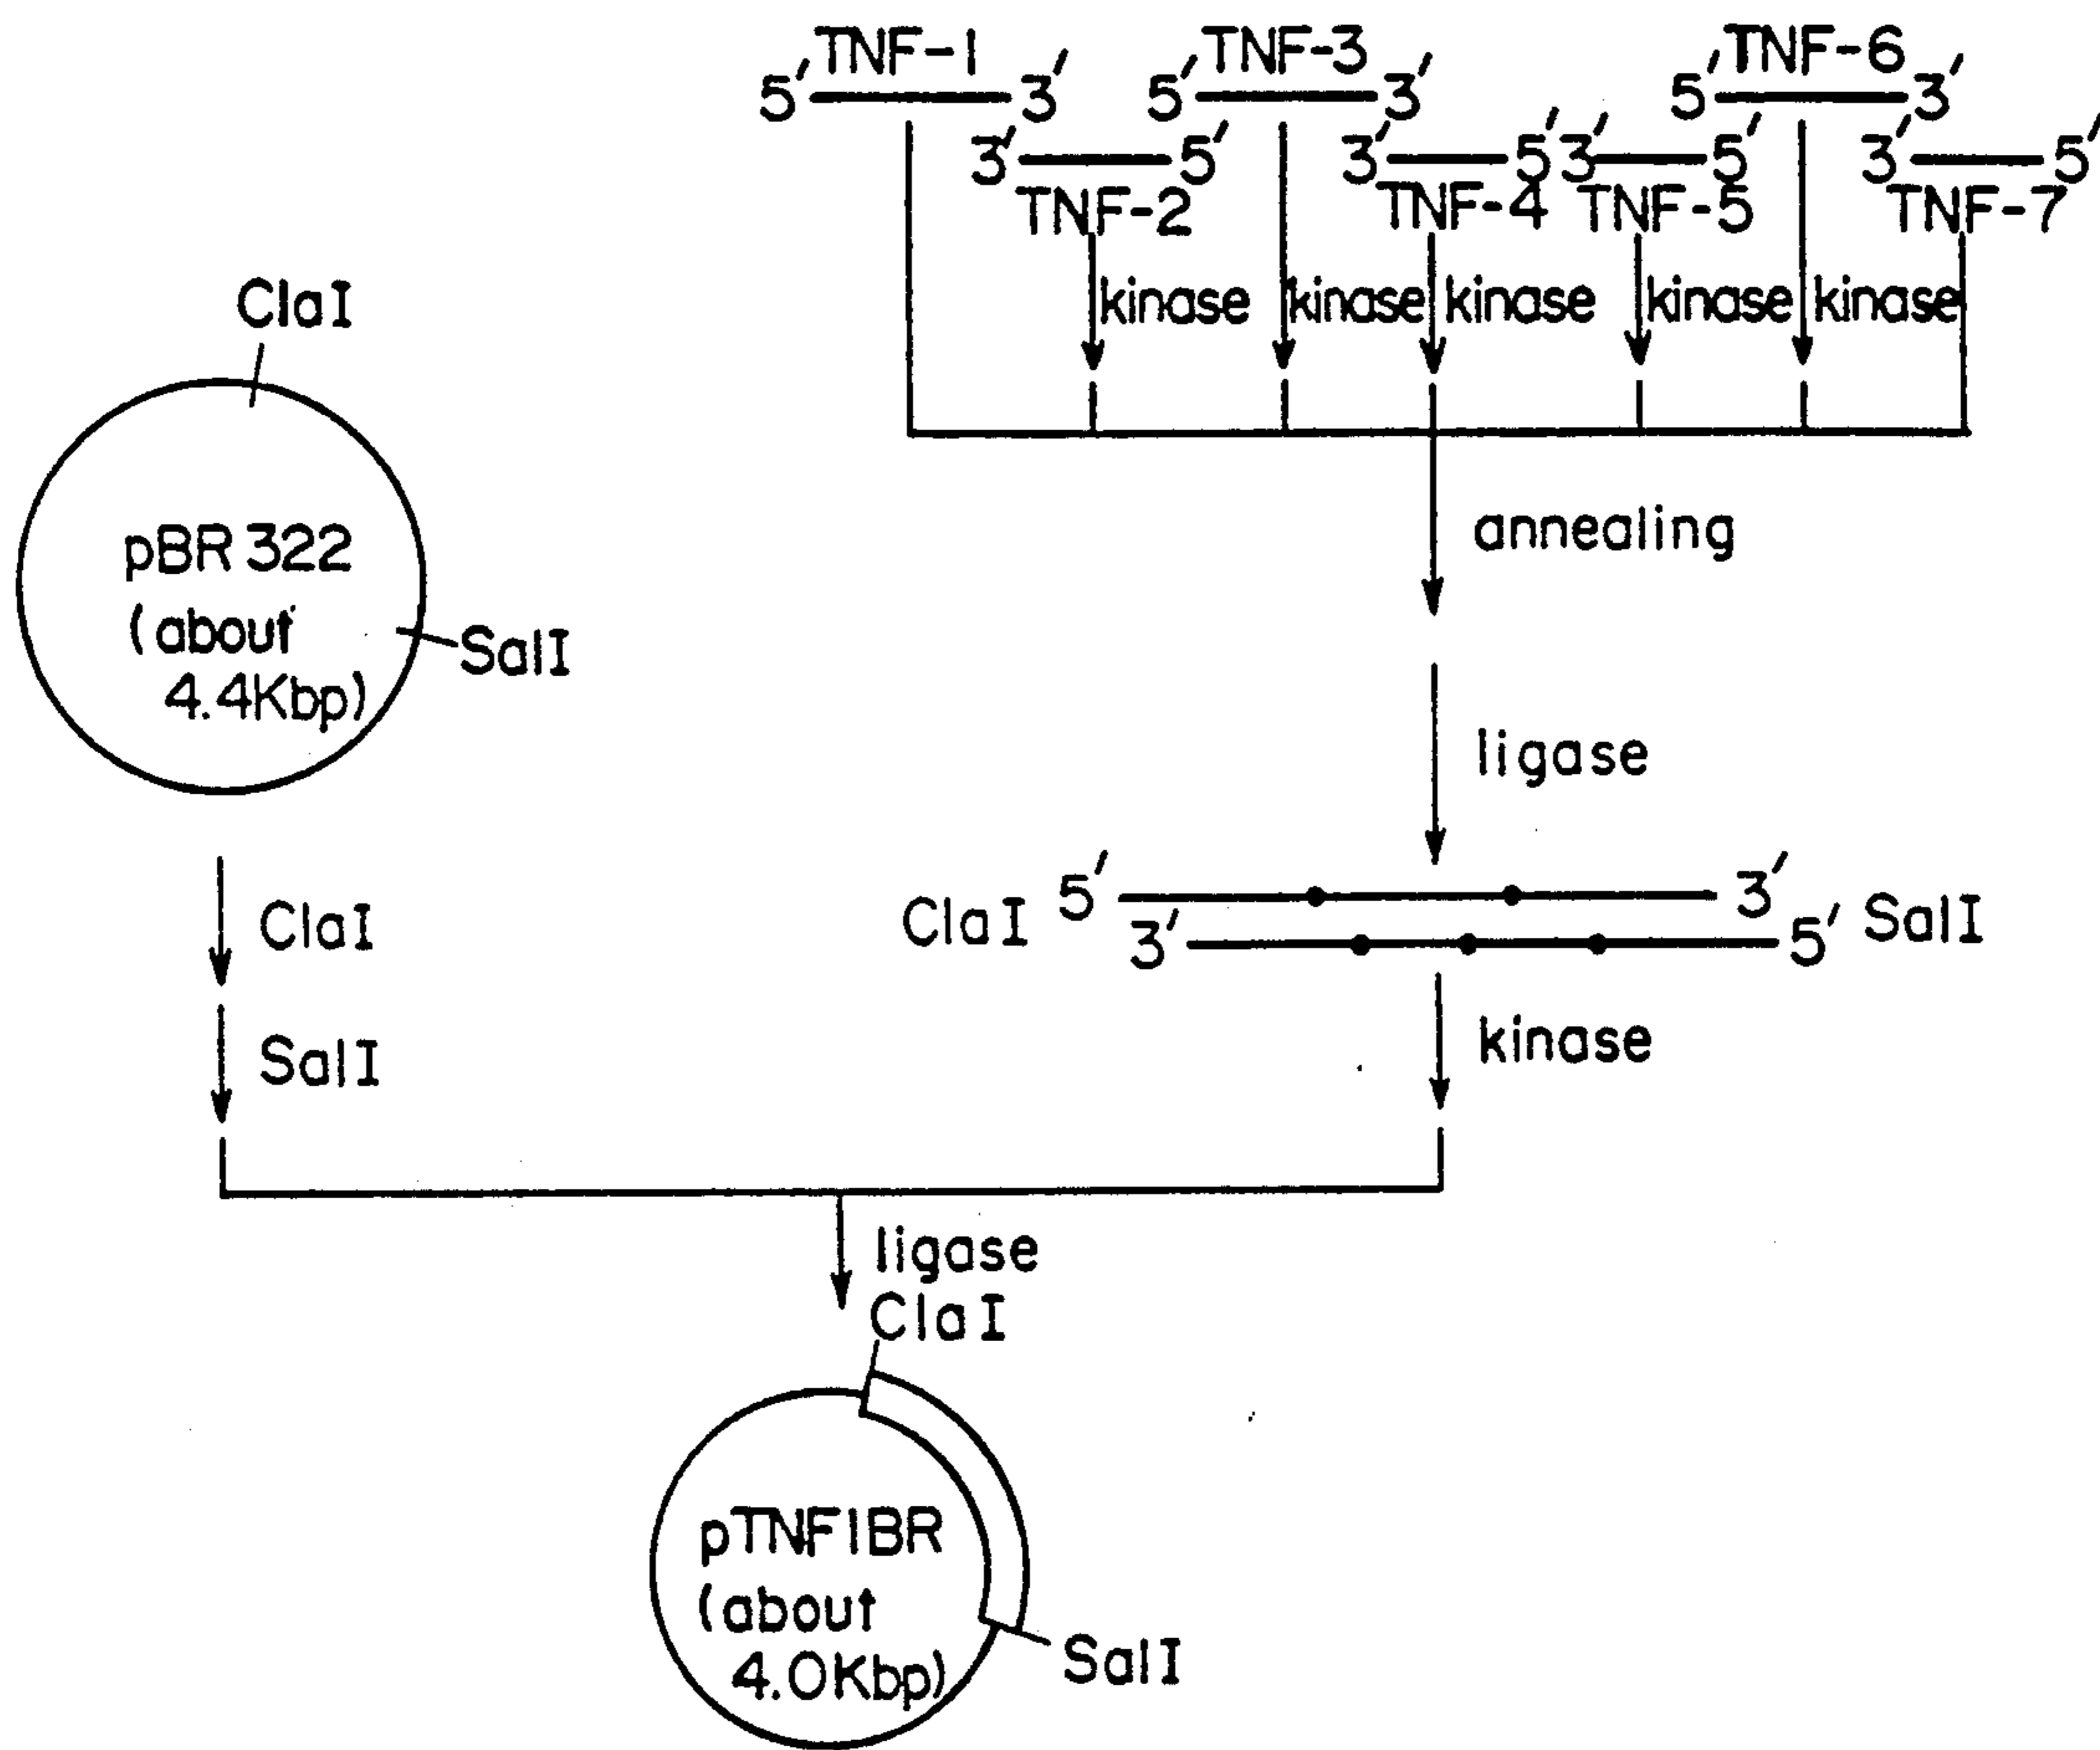 TNF-1 TNF-3 TNF-6
5' 3' 5' 3' 5' 3'
3' 5' 3' 5' 3' 5' 3' 5'
TNF-2 TNF-4 TNF-5 TNF-7
kinase kinase kinase kinase kinase
ClaI
pBR322
(about
4.4Kbp)
SalI
annealing
ligase
ClaI 5' 3' SalI
3' 5'
ClaI
SalI
kinase
ligase
ClaI
pTNF1BR
(about
4.0Kbp)
SalI